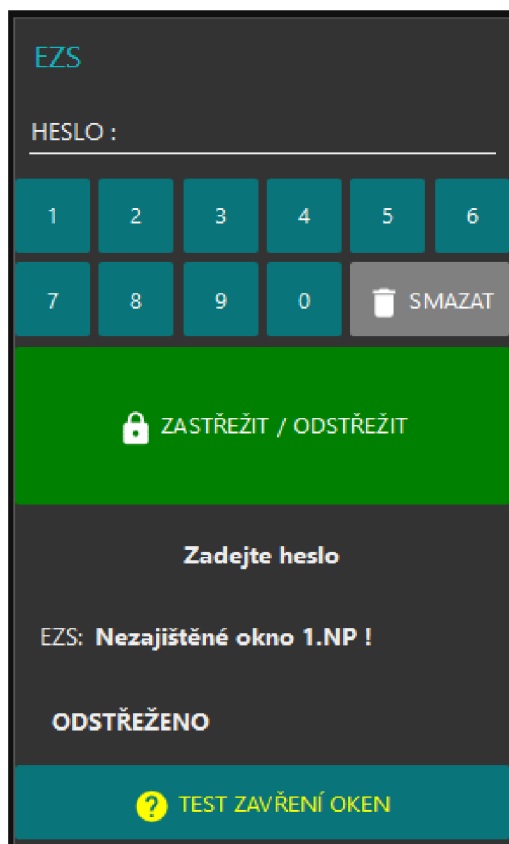 EZS
HESLO :
1 2 3 4 5 6
7 8 9 0 SMAZAT
ZASTŘEŽIT / ODSTŘEŽIT
Zadejte heslo
EZS: Nezajištěné okno 1.NP !
ODSTŘEŽENO
? TEST ZAVŘENÍ OKEN